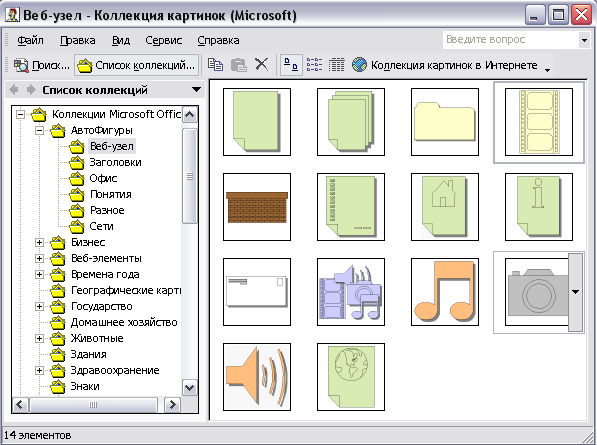 Веб-узел - Коллекция картинок (Microsoft)
Файл Правка Вид Сервис Справка Введите вопрос
Поиск... Список коллекций... Коллекция картинок в Интернете
Список коллекций
Коллекции Microsoft Offic
АвтоФигуры
Веб-узел
Заголовки
Офис
Понятия
Разное
Сети
Бизнес
Веб-элементы
Времена года
Географические карт
Государство
Домашнее хозяйство
Животные
Здания
Здравоохранение
Знаки
14 элементов